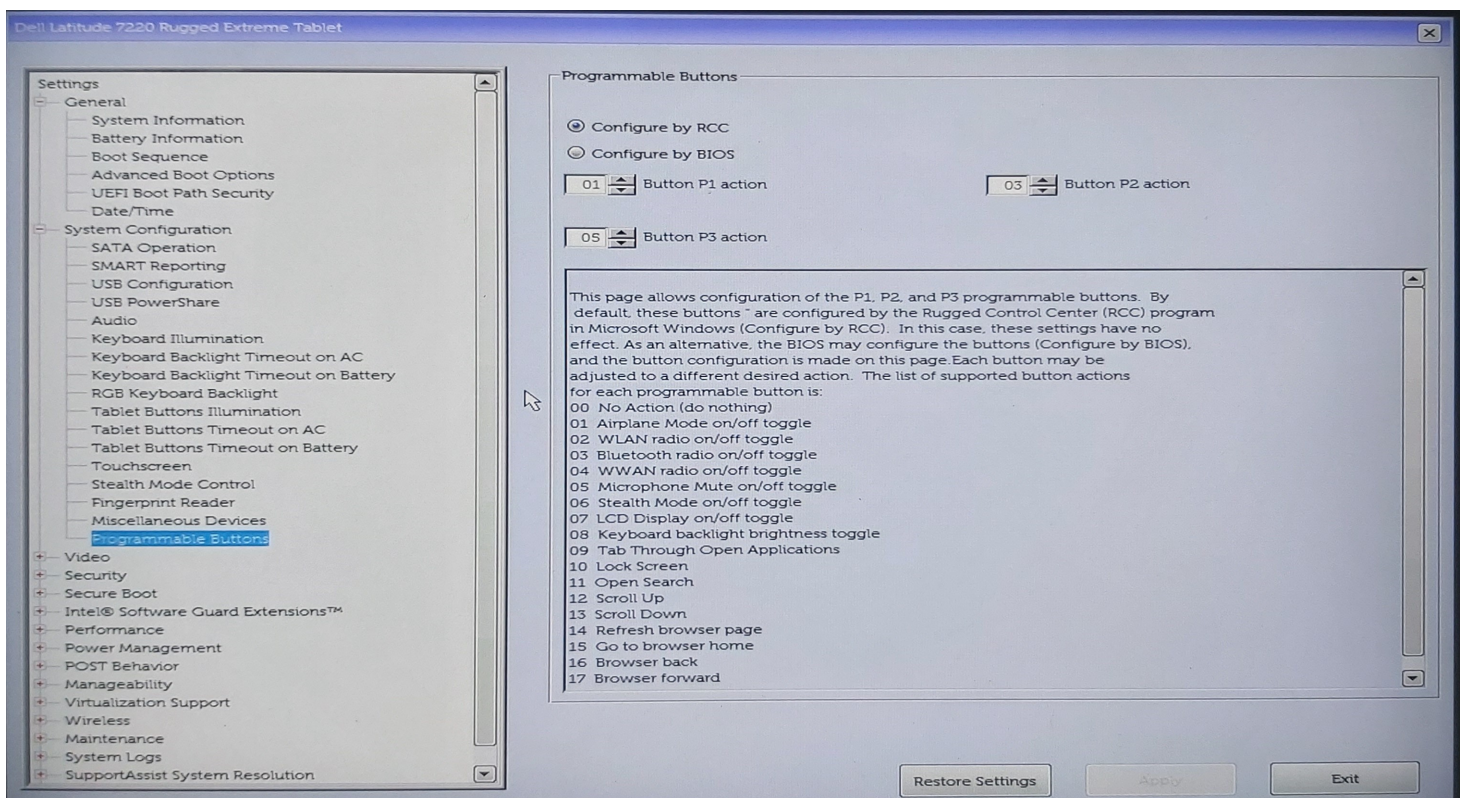 Dell Latitude 7220 Rugged Extreme Tablet
Settings
General
System Information
Battery Information
Boot Sequence
Advanced Boot Options
UEFI Boot Path Security
Date/Time
System Configuration
SATA Operation
SMART Reporting
USB Configuration
USB PowerShare
Audio
Keyboard Illumination
Keyboard Backlight Timeout on AC
Keyboard Backlight Timeout on Battery
RGB Keyboard Backlight
Tablet Buttons Illumination
Tablet Buttons Timeout on AC
Tablet Buttons Timeout on Battery
Touchscreen
Stealth Mode Control
Fingerprint Reader
Miscellaneous Devices
Programmable Buttons
Video
Security
Secure Boot
Intel® Software Guard Extensions™
Performance
Power Management
POST Behavior
Manageability
Virtualization Support
Wireless
Maintenance
System Logs
SupportAssist System Resolution
Programmable Buttons
Configure by RCC
Configure by BIOS
01 Button P1 action
03 Button P2 action
05 Button P3 action
This page allows configuration of the P1, P2, and P3 programmable buttons. By
default, these buttons " are configured by the Rugged Control Center (RCC) program
in Microsoft Windows (Configure by RCC). In this case, these settings have no
effect. As an alternative, the BIOS may configure the buttons (Configure by BIOS),
and the button configuration is made on this page.Each button may be
adjusted to a different desired action. The list of supported button actions
for each programmable button is:
00 No Action (do nothing)
01 Airplane Mode on/off toggle
02 WLAN radio on/off toggle
03 Bluetooth radio on/off toggle
04 WWAN radio on/off toggle
05 Microphone Mute on/off toggle
06 Stealth Mode on/off toggle
07 LCD Display on/off toggle
08 Keyboard backlight brightness toggle
09 Tab Through Open Applications
10 Lock Screen
11 Open Search
12 Scroll Up
13 Scroll Down
14 Refresh browser page
15 Go to browser home
16 Browser back
17 Browser forward
Restore Settings
Apply
Exit